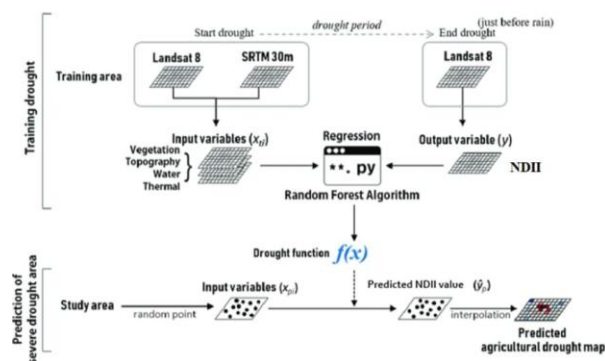 Start drought
drought period
End drought
(just before rain)
Training drought
Training area
Landsat 8
SRTM 30m
Landsat 8
Input variables (xti)
Regression
Output variable (y)
Vegetation
Topography
Water
Thermal
**. py
NDII
Random Forest Algorithm
Drought function f(x)
Prediction of
severe drought area
Study area
random point
Input variables (xpi)
Predicted NDII value (ŷp)
interpolation
Predicted
agricultural drought map